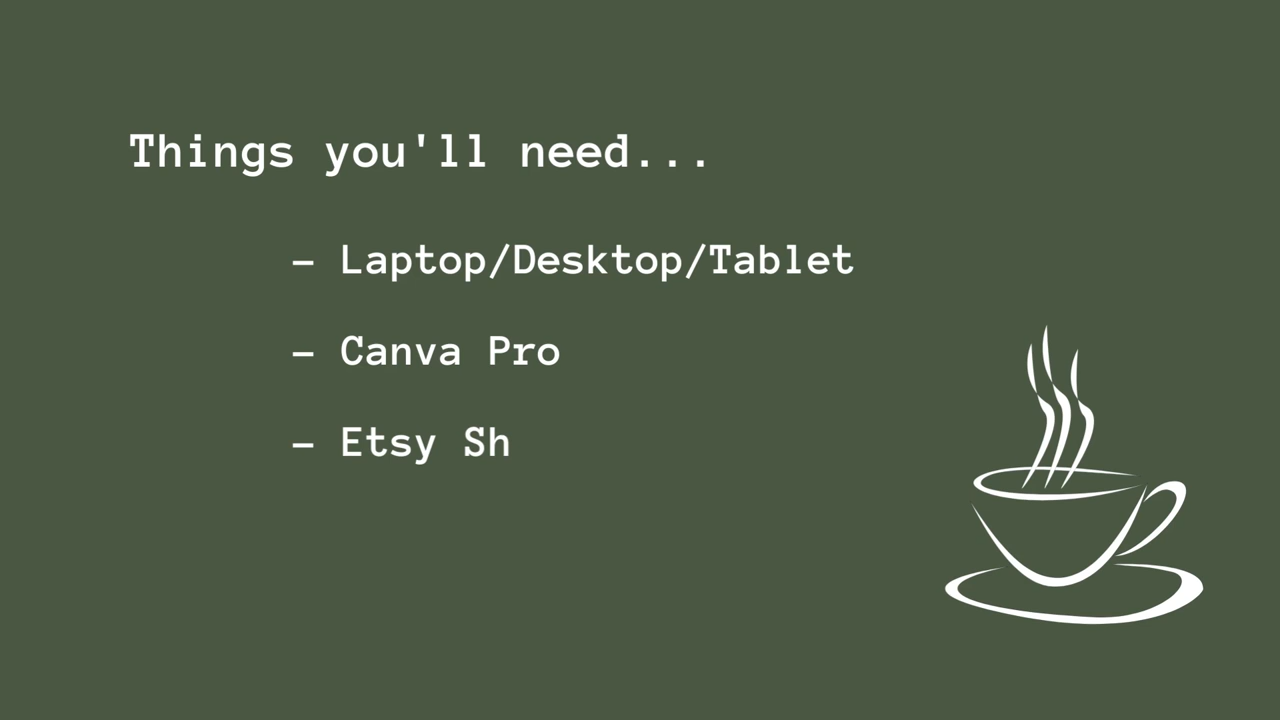 Things you'll need...
– Laptop/Desktop/Tablet
– Canva Pro
– Etsy Sh